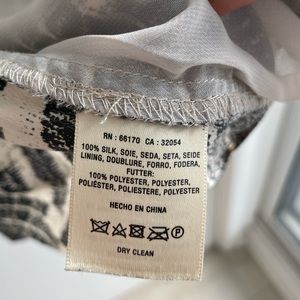 RN : 66170 CA : 32054
100% SILK, SOIE, SEDA, SETA, SEIDE
LINING, DOUBLURE, FORRO, FODERA,
FUTTER:
100% POLYESTER, POLYESTER,
POLIÉSTER, POLIESTERE, POLYESTER
HECHO EN CHINA
P
DRY CLEAN